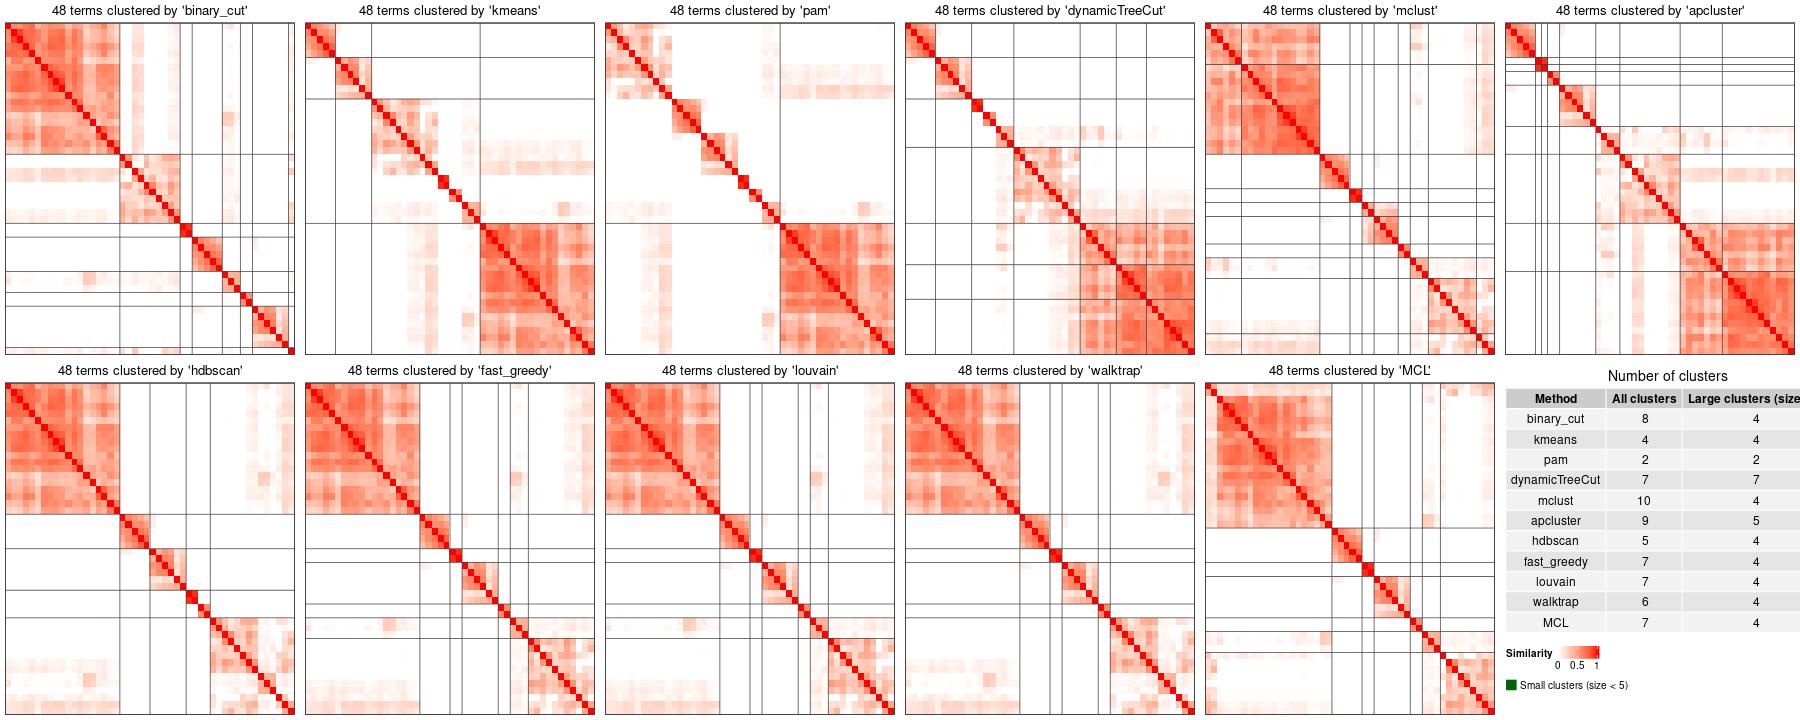 48 terms clustered by 'binary_cut'
48 terms clustered by 'kmeans'
48 terms clustered by 'pam'
48 terms clustered by 'dynamicTreeCut'
48 terms clustered by 'mclust'
48 terms clustered by 'apcluster'
48 terms clustered by 'hdbscan'
48 terms clustered by 'fast_greedy'
48 terms clustered by 'louvain'
48 terms clustered by 'walktrap'
48 terms clustered by 'MCL'
Number of clusters
Method All clusters Large clusters (size
binary_cut 8 4
kmeans 4 4
pam 2 2
dynamicTreeCut 7 7
mclust 10 4
apcluster 9 5
hdbscan 5 4
fast_greedy 7 4
louvain 7 4
walktrap 6 4
MCL 7 4
Similarity
0 0.5 1
Small clusters (size < 5)